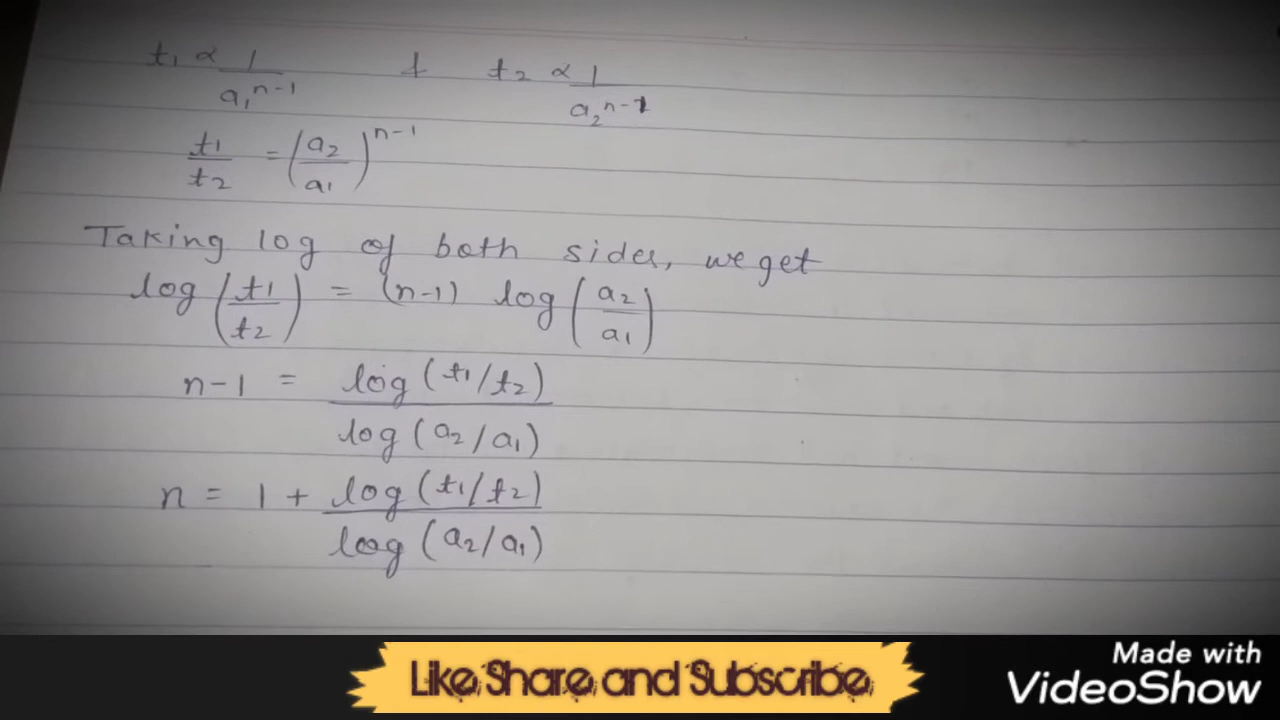 t₁ ∝ 1/a₁^(n-1) & t₂ ∝ 1/a₂^(n-1)
t₁/t₂ = (a₂/a₁)^(n-1)
Taking log of both sides, we get
log (t₁/t₂) = (n-1) log (a₂/a₁)
n-1 = log (t₁/t₂) / log (a₂/a₁)
n = 1 + log (t₁/t₂) / log (a₂/a₁)
Like Share and Subscribe
Made with
VideoShow